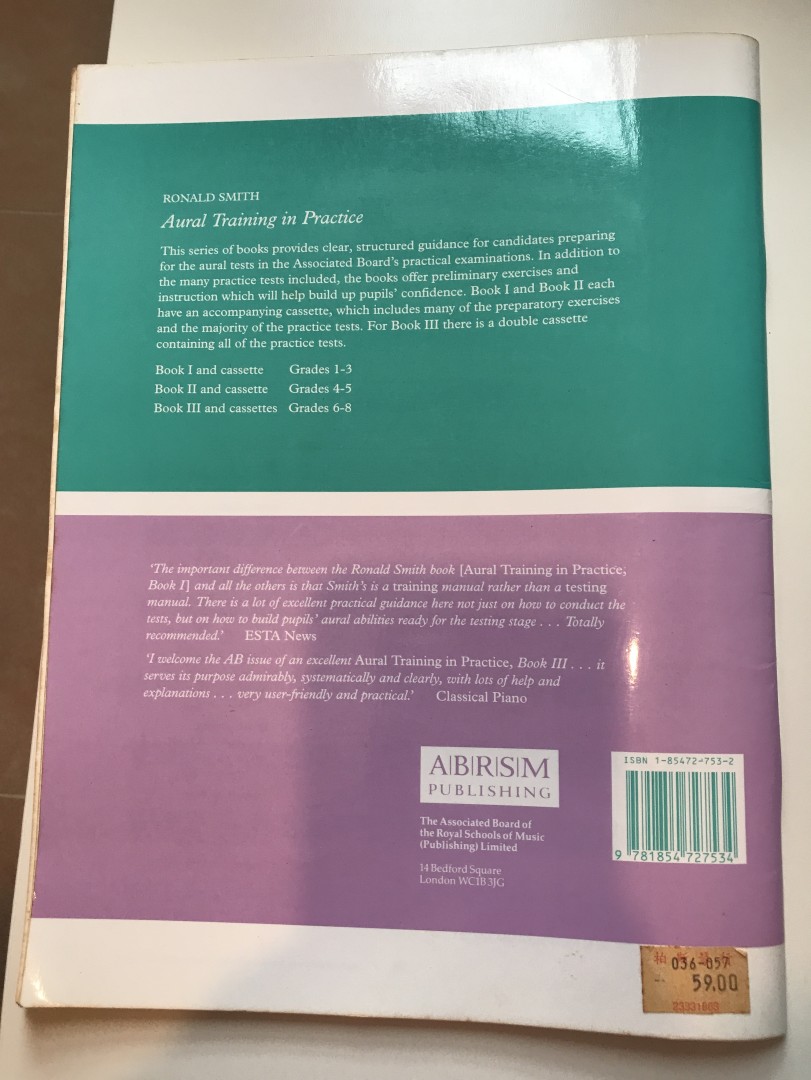 RONALD SMITH
Aural Training in Practice
This series of books provides clear, structured guidance for candidates preparing
for the aural tests in the Associated Board's practical examinations. In addition to
the many practice tests included, the books offer preliminary exercises and
instruction which will help build up pupils' confidence. Book I and Book II each
have an accompanying cassette, which includes many of the preparatory exercises
and the majority of the practice tests. For Book III there is a double cassette
containing all of the practice tests.
Book I and cassette Grades 1-3
Book II and cassette Grades 4-5
Book III and cassettes Grades 6-8
'The important difference between the Ronald Smith book [Aural Training in Practice,
Book I] and all the others is that Smith's is a training manual rather than a testing
manual. There is a lot of excellent practical guidance here not just on how to conduct the
tests, but on how to build pupils' aural abilities ready for the testing stage . . . Totally
recommended.' ESTA News
'I welcome the AB issue of an excellent Aural Training in Practice, Book III . . . it
serves its purpose admirably, systematically and clearly, with lots of help and
explanations . . . very user-friendly and practical.' Classical Piano
A|B|R|S|M
PUBLISHING
The Associated Board of
the Royal Schools of Music
(Publishing) Limited
14 Bedford Square
London WC1B 3JG
ISBN 1-85472-753-2
9 781854 727534
036-057
59.00